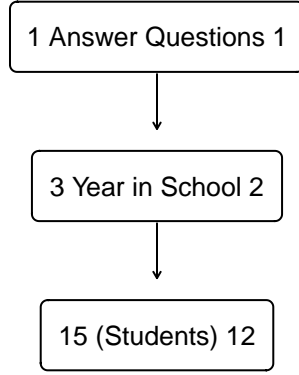 1 Answer Questions 1
3 Year in School 2
15 (Students) 12